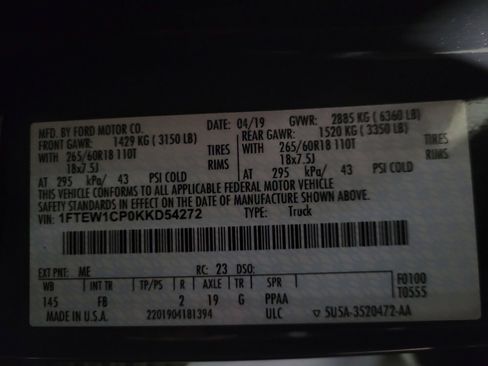 MFD. BY FORD MOTOR CO. DATE: 04/19 GVWR: 2885 KG ( 6360 LB)
FRONT GAWR: 1429 KG ( 3150 LB) REAR GAWR: 1520 KG ( 3350 LB)
WITH 265/60R18 110T TIRES WITH 265/60R18 110T TIRES
18x7.5J RIMS 18x7.5J RIMS
AT 295 kPa/ 43 PSI COLD AT 295 kPa/ 43 PSI COLD
THIS VEHICLE CONFORMS TO ALL APPLICABLE FEDERAL MOTOR VEHICLE
SAFETY STANDARDS IN EFFECT ON THE DATE OF MANUFACTURE SHOWN ABOVE.
VIN: 1FTEW1CP0KKD54272 TYPE: Truck
EXT PNT: ME RC: 23 DSO:
WB INT TR TP/PS R AXLE TR SPR F0100
145 FB 2 19 G PPAA T0555
MADE IN U.S.A. 2201904181394 ULC ▽ SU5A-3520472-AA